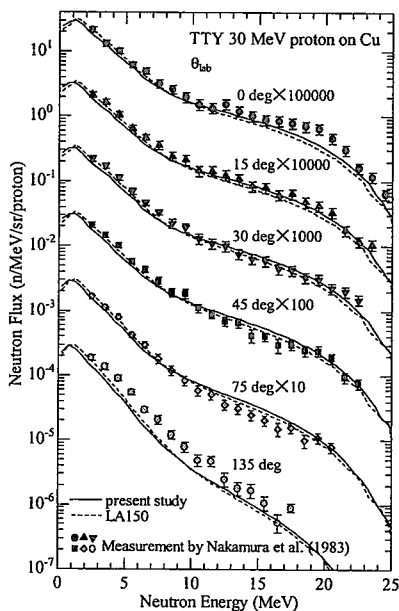 TTY 30 MeV proton on Cu
θlab
0 deg×100000
15 deg×10000
30 deg×1000
45 deg×100
75 deg×10
135 deg
present study
LA150
Measurement by Nakamura et al. (1983)
Neutron Flux (n/MeV/sr/proton)
10¹
10⁰
10⁻¹
10⁻²
10⁻³
10⁻⁴
10⁻⁵
10⁻⁶
10⁻⁷
0 5 10 15 20 25
Neutron Energy (MeV)